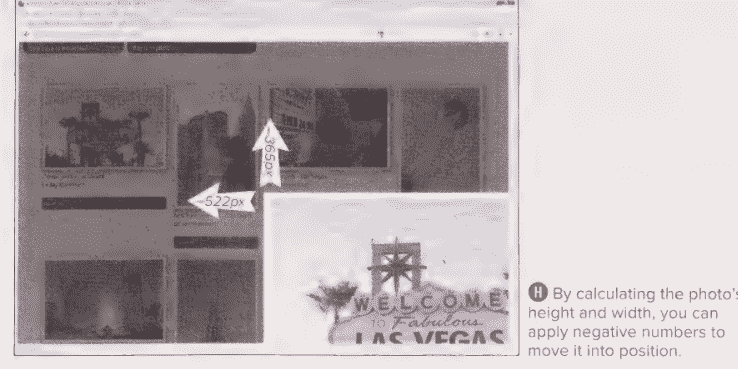 -365px
-522px
WELCOME
TO Fabulous
LAS VEGAS
H By calculating the photo's
height and width, you can
apply negative numbers to
move it into position.